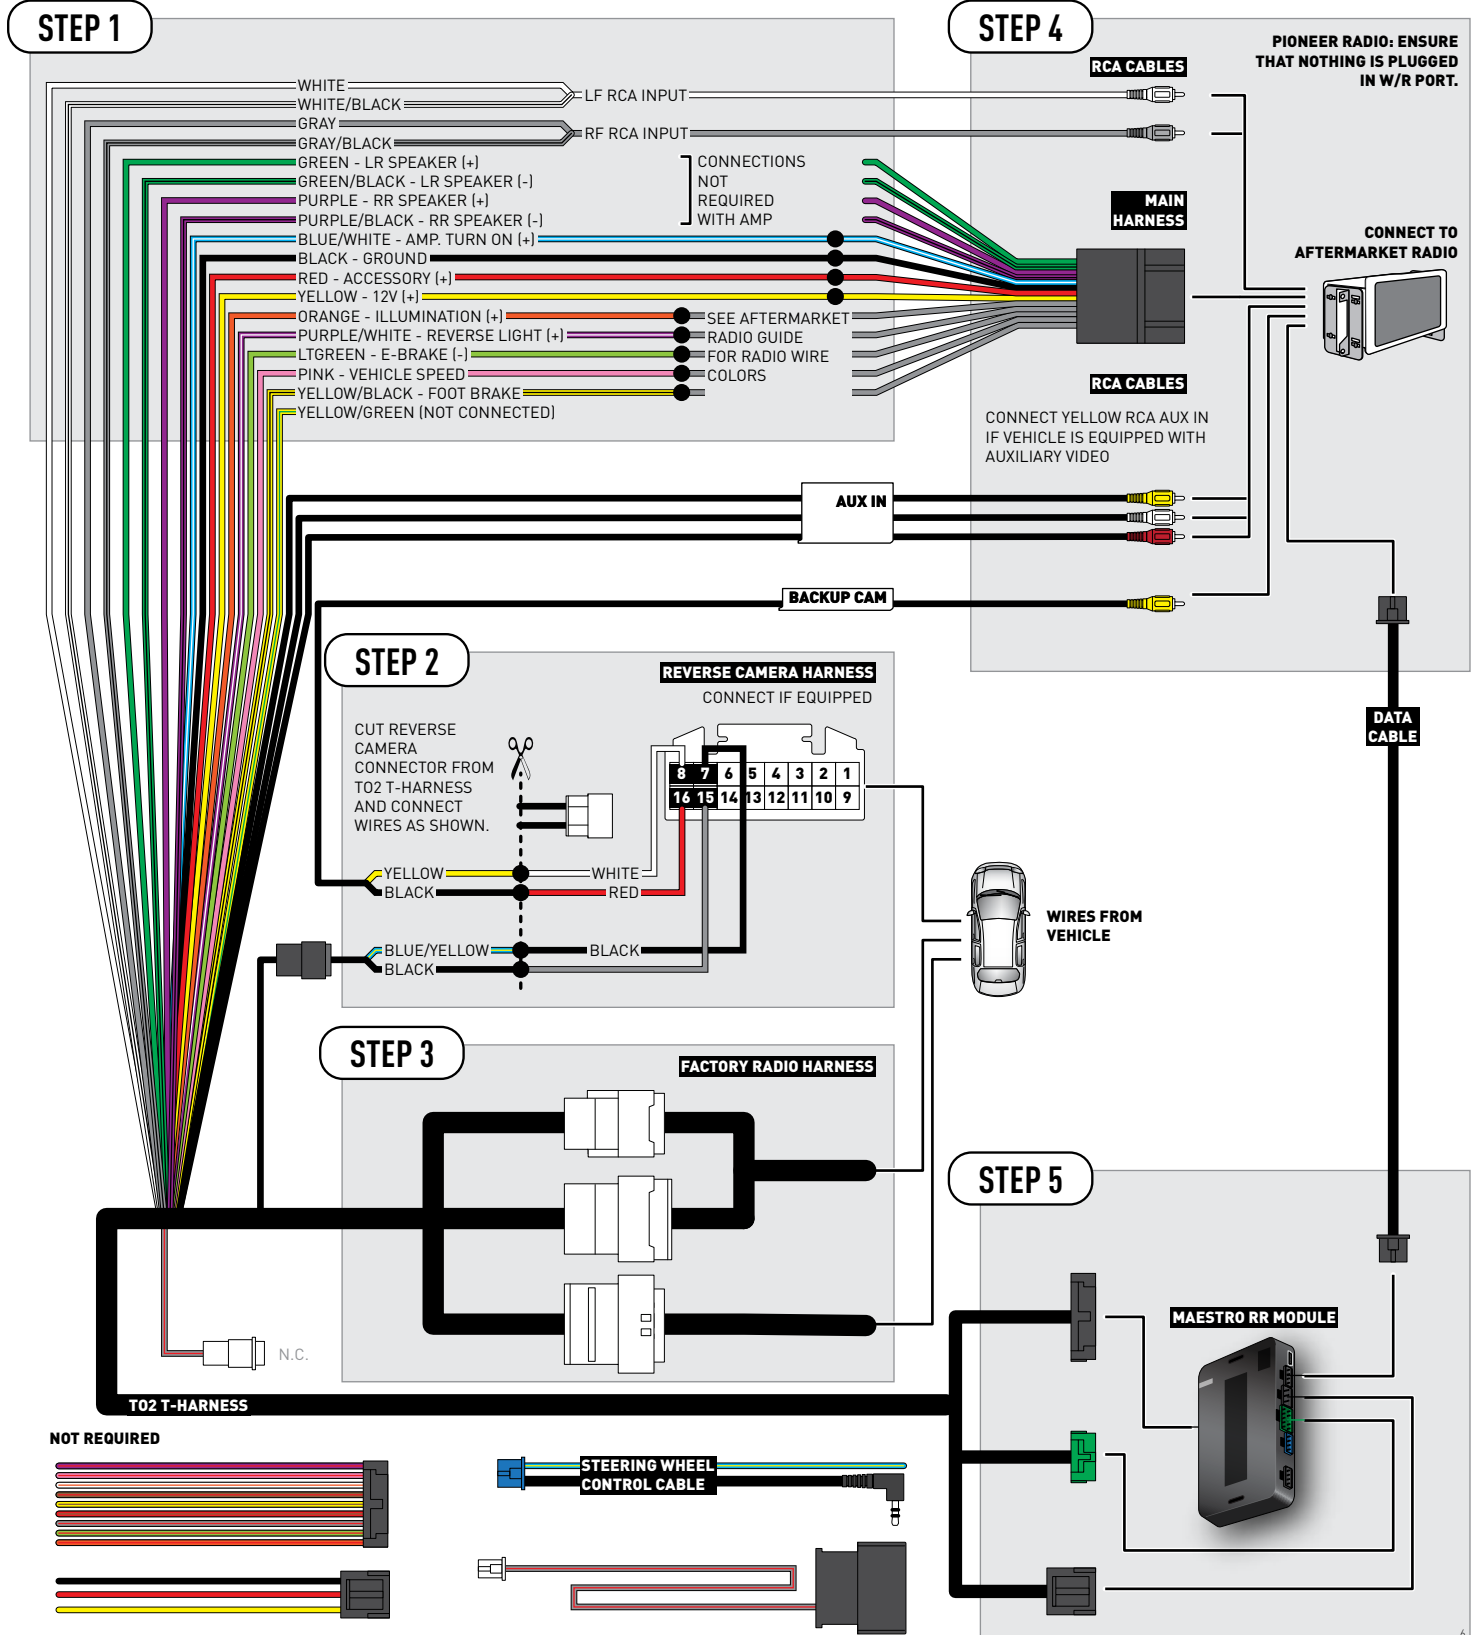 STEP 1
WHITE
WHITE/BLACK
LF RCA INPUT
GRAY
GRAY/BLACK
RF RCA INPUT
GREEN - LR SPEAKER (+)
GREEN/BLACK - LR SPEAKER (-)
PURPLE - RR SPEAKER (+)
PURPLE/BLACK - RR SPEAKER (-)
CONNECTIONS
NOT
REQUIRED
WITH AMP
BLUE/WHITE - AMP. TURN ON (+)
BLACK - GROUND
RED - ACCESSORY (+)
YELLOW - 12V (+)
ORANGE - ILLUMINATION (+)
PURPLE/WHITE - REVERSE LIGHT (+)
LTGREEN - E-BRAKE (-)
PINK - VEHICLE SPEED
YELLOW/BLACK - FOOT BRAKE
YELLOW/GREEN (NOT CONNECTED)
SEE AFTERMARKET
RADIO GUIDE
FOR RADIO WIRE
COLORS
STEP 4
PIONEER RADIO: ENSURE
THAT NOTHING IS PLUGGED
IN W/R PORT.
RCA CABLES
MAIN
HARNESS
CONNECT TO
AFTERMARKET RADIO
RCA CABLES
CONNECT YELLOW RCA AUX IN
IF VEHICLE IS EQUIPPED WITH
AUXILIARY VIDEO
AUX IN
BACKUP CAM
DATA
CABLE
STEP 2
REVERSE CAMERA HARNESS
CONNECT IF EQUIPPED
CUT REVERSE
CAMERA
CONNECTOR FROM
TO2 T-HARNESS
AND CONNECT
WIRES AS SHOWN.
8 7 6 5 4 3 2 1
16 15 14 13 12 11 10 9
YELLOW
WHITE
BLACK
RED
BLUE/YELLOW
BLACK
BLACK
WIRES FROM
VEHICLE
STEP 3
FACTORY RADIO HARNESS
N.C.
TO2 T-HARNESS
STEP 5
MAESTRO RR MODULE
NOT REQUIRED
STEERING WHEEL
CONTROL CABLE
6